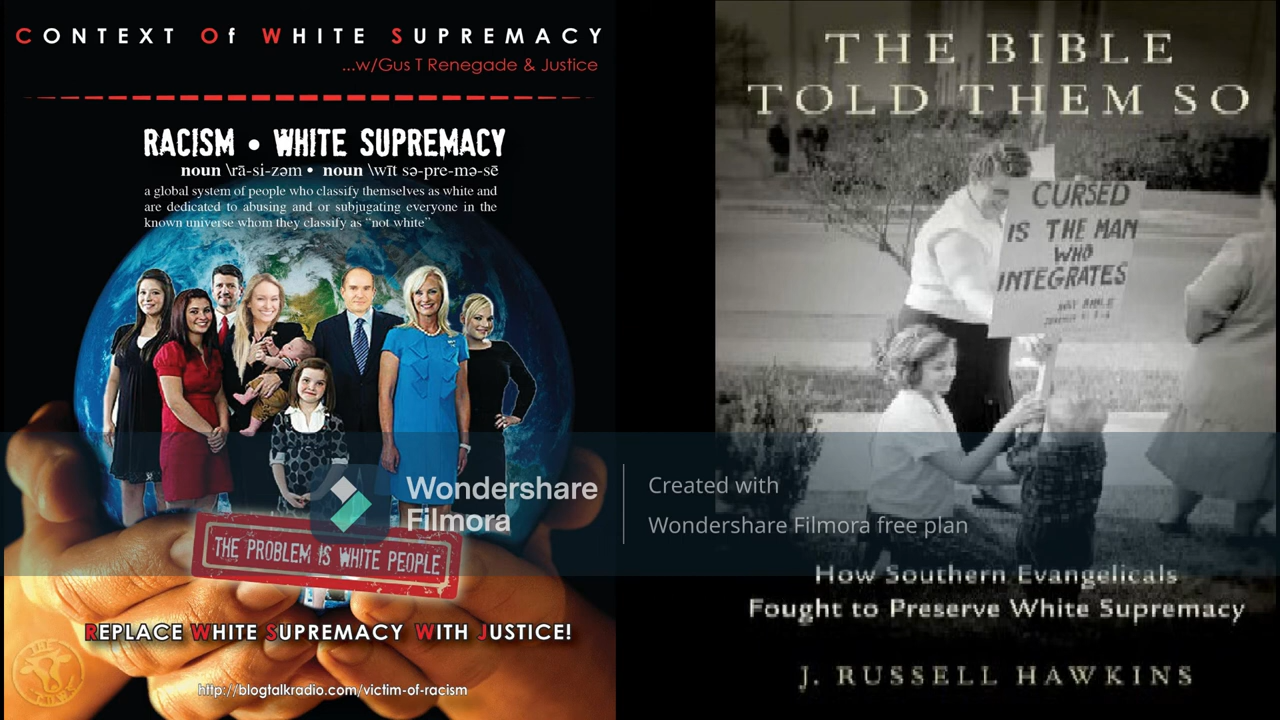 CONTEXT Of WHITE SUPREMACY
...w/Gus T Renegade & Justice
RACISM • WHITE SUPREMACY
noun \rā-si-zəm • noun \wīt sə-pre-mə-sē
a global system of people who classify themselves as white and
are dedicated to abusing and or subjugating everyone in the
known universe whom they classify as “not white”
THE PROBLEM IS WHITE PEOPLE
REPLACE WHITE SUPREMACY WITH JUSTICE!
http://blogtalkradio.com/victim-of-racism
THE
C.O.W.S.
Wondershare
Filmora
Created with
Wondershare Filmora free plan
THE BIBLE
TOLD THEM SO
CURSED
IS THE MAN
WHO
INTEGRATES
How Southern Evangelicals
Fought to Preserve White Supremacy
J. RUSSELL HAWKINS